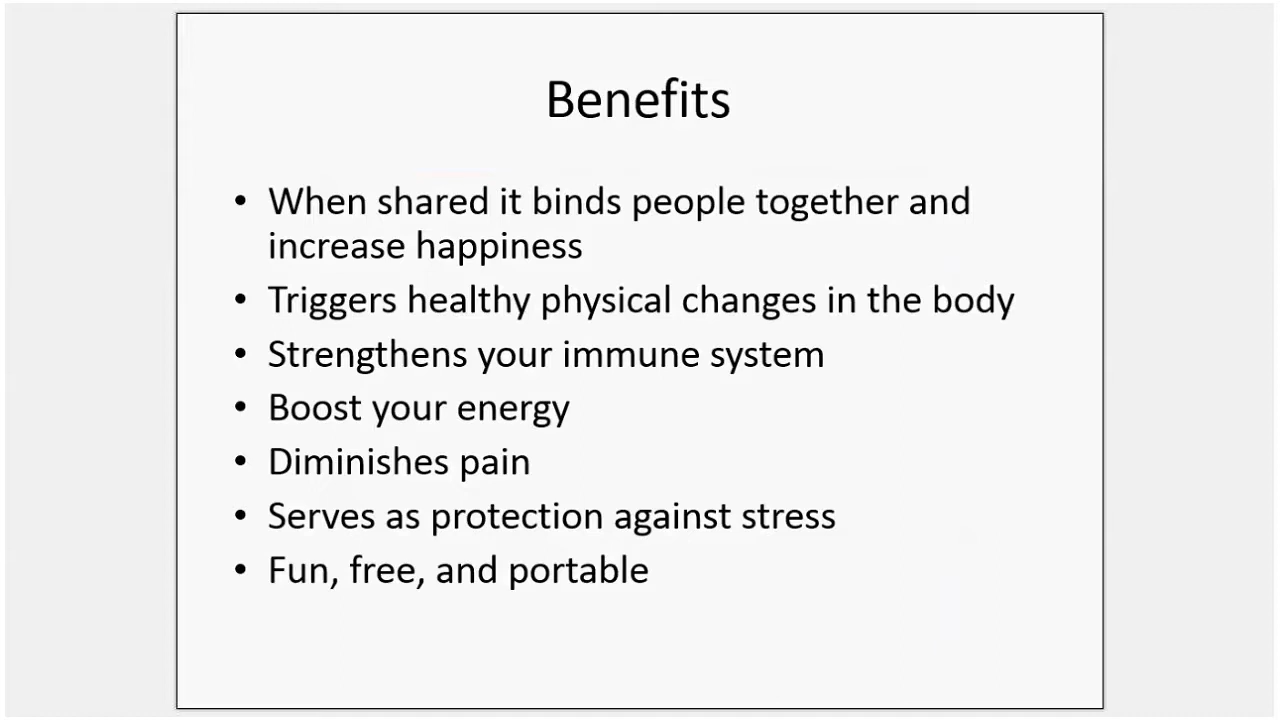 Benefits
• When shared it binds people together and
increase happiness
• Triggers healthy physical changes in the body
• Strengthens your immune system
• Boost your energy
• Diminishes pain
• Serves as protection against stress
• Fun, free, and portable